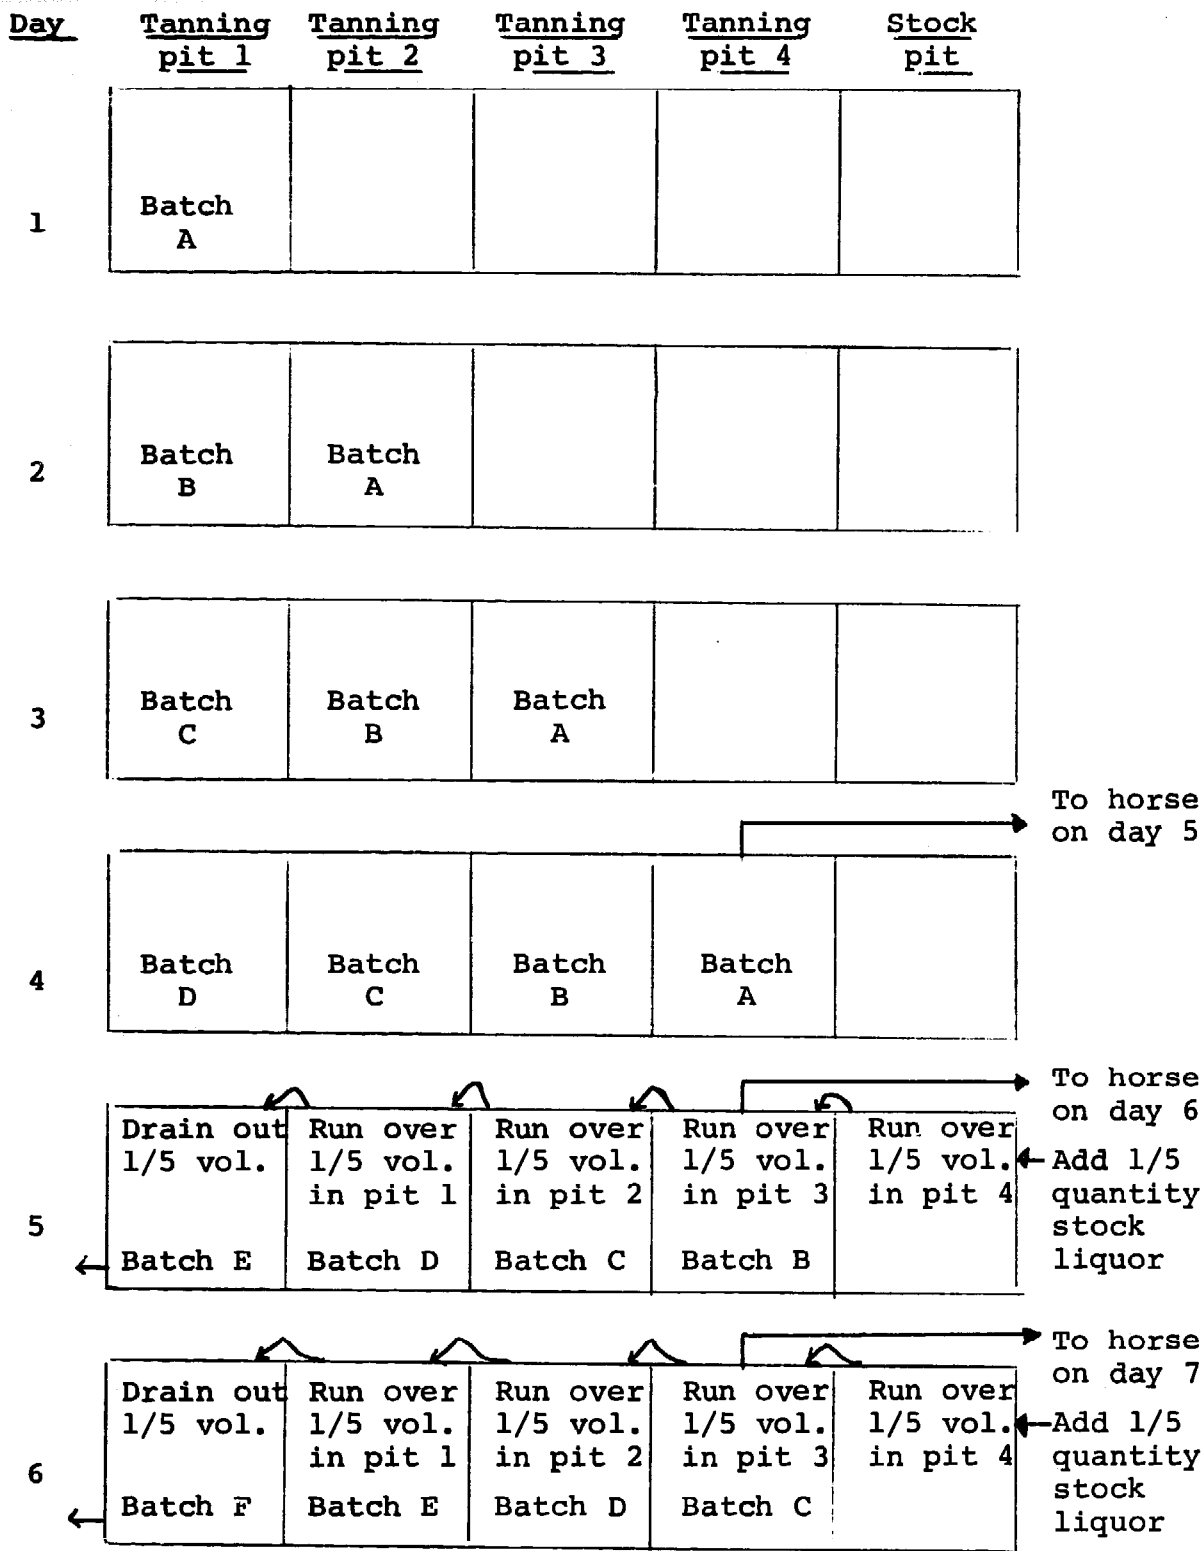 Day Tanning Tanning Tanning Tanning Stock
pit 1 pit 2 pit 3 pit 4 pit
Batch
1
A
Batch Batch
2
B A
Batch Batch Batch
3
C B A
To horse
on day 5
Batch Batch Batch Batch
4
D C B A
To horse
on day 6
Drain out Run over Run over Run over Run over
1/5 vol. 1/5 vol. 1/5 vol. 1/5 vol. 1/5 vol. Add 1/5
in pit 1 in pit 2 in pit 3 in pit 4 quantity
5 stock
Batch E Batch D Batch C Batch B liquor
To horse
on day 7
Drain out Run over Run over Run over Run over
1/5 vol. 1/5 vol. 1/5 vol. 1/5 vol. 1/5 vol. Add 1/5
in pit 1 in pit 2 in pit 3 in pit 4 quantity
6 stock
Batch F Batch E Batch D Batch C liquor